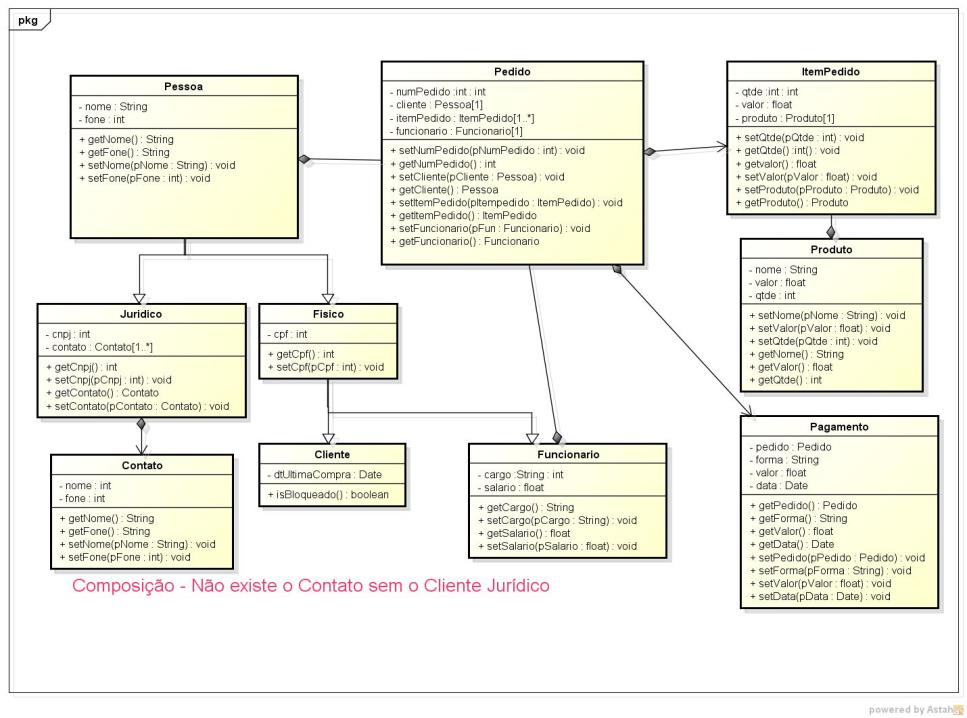 pkg
Pessoa
- nome : String
- fone : int
+ getNome() : String
+ getFone() : String
+ setNome(pNome : String) : void
+ setFone(pFone : int) : void
Pedido
- numPedido :int : int
- cliente : Pessoa[1]
- itemPedido : ItemPedido[1..*]
- funcionario : Funcionario[1]
+ setNumPedido(pNumPedido : int) : void
+ getNumPedido() : int
+ setCliente(pCliente : Pessoa) : void
+ getCliente() : Pessoa
+ setItemPedido(pItempedido : ItemPedido) : void
+ getItemPedido() : ItemPedido
+ setFuncionario(pFun : Funcionario) : void
+ getFuncionario() : Funcionario
ItemPedido
- qtde :int : int
- valor : float
- produto : Produto[1]
+ setQtde(pQtde : int) : void
+ getQtde() :int() : void
+ getvalor() : float
+ setValor(pValor : float) : void
+ setProduto(pProduto : Produto) : void
+ getProduto() : Produto
Produto
- nome : String
- valor : float
- qtde : int
+ setNome(pNome : String) : void
+ setValor(pValor : float) : void
+ setQtde(pQtde : int) : void
+ getNome() : String
+ getValor() : float
+ getQtde() : int
Juridico
- cnpj : int
- contato : Contato[1..*]
+ getCnpj() : int
+ setCnpj(pCnpj : int) : void
+ getContato() : Contato
+ setContato(pContato : Contato) : void
Fisico
- cpf : int
+ getCpf() : int
+ setCpf(pCpf : int) : void
Contato
- nome : int
- fone : int
+ getNome() : String
+ getFone() : String
+ setNome(pNome : String) : void
+ setFone(pFone : int) : void
Cliente
- dtUltimaCompra : Date
+ isBloqueado() : boolean
Funcionario
- cargo :String : int
- salario : float
+ getCargo() : String
+ setCargo(pCargo : String) : void
+ getSalario() : float
+ setSalario(pSalario : float) : void
Pagamento
- pedido : Pedido
- forma : String
- valor : float
- data : Date
+ getPedido() : Pedido
+ getForma() : String
+ getValor() : float
+ getData() : Date
+ setPedido(pPedido : Pedido) : void
+ setForma(pForma : String) : void
+ setValor(pValor : float) : void
+ setData(pData : Date) : void
Composição - Não existe o Contato sem o Cliente Jurídico
powered by Astah